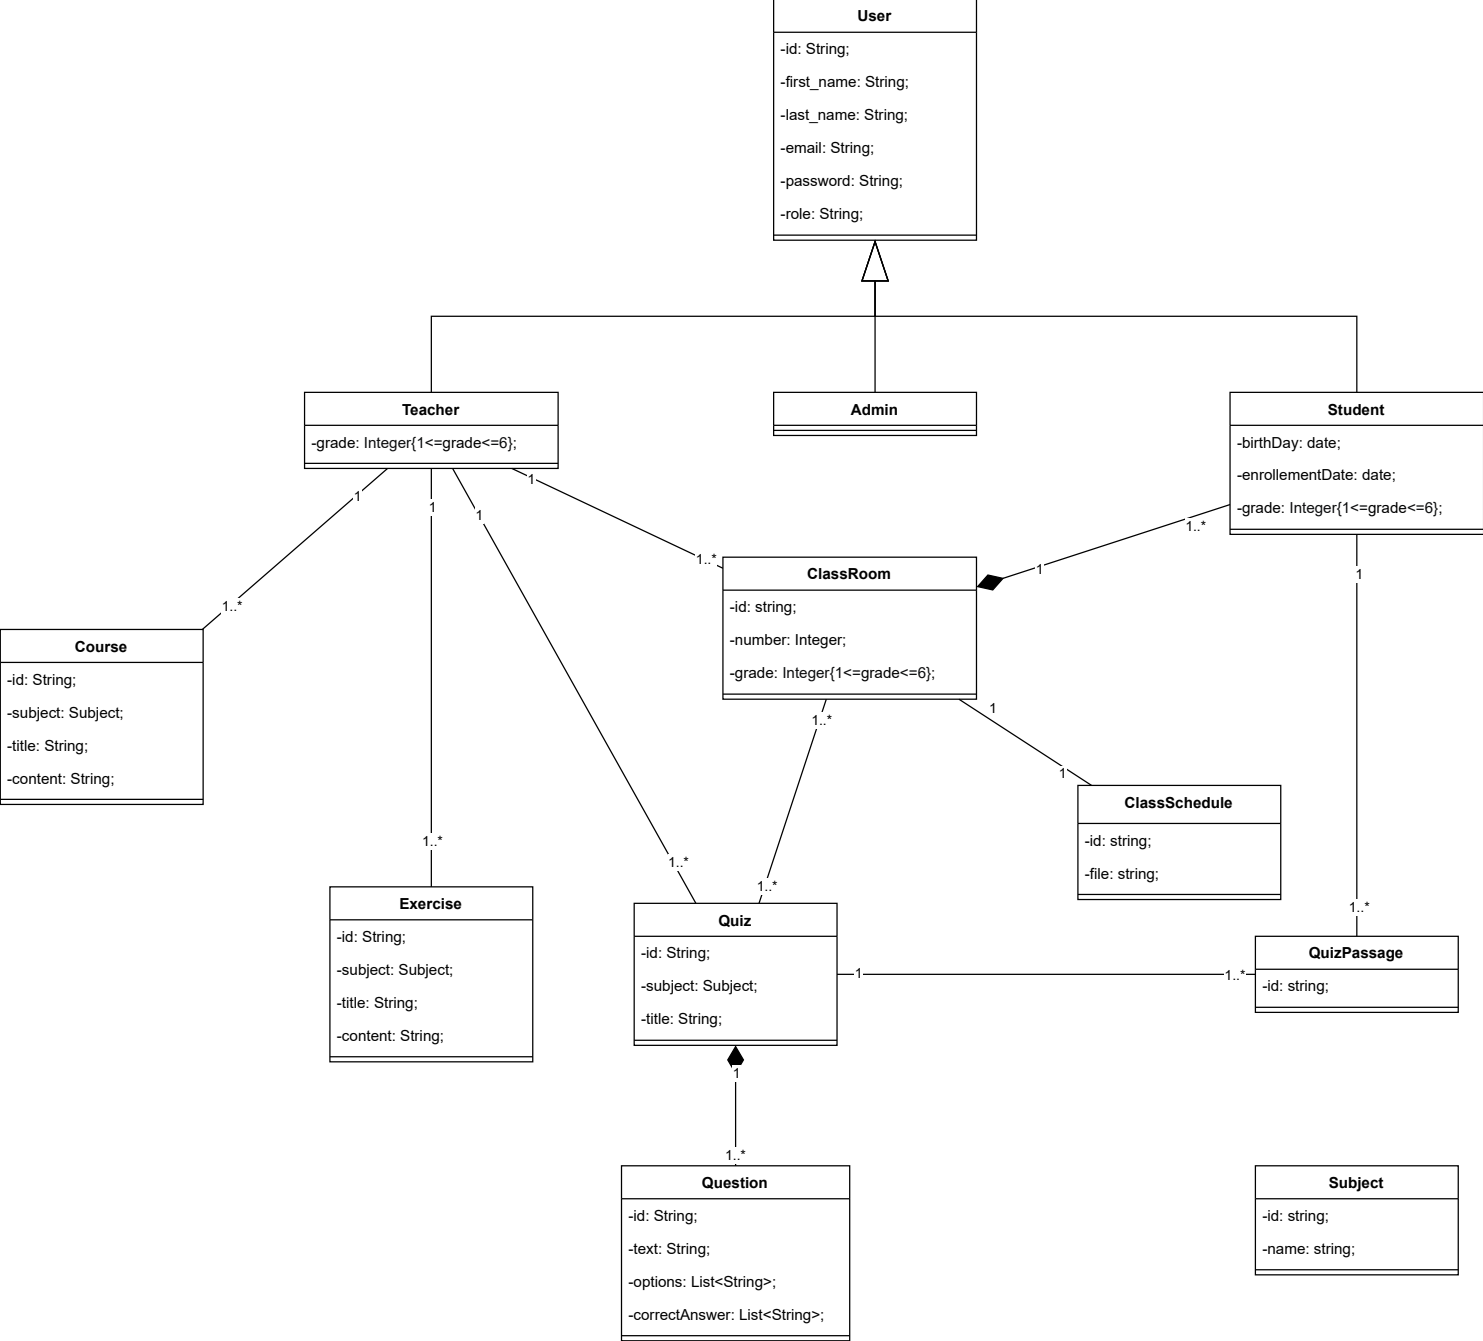 User
-id: String;
-first_name: String;
-last_name: String;
-email: String;
-password: String;
-role: String;
Teacher
-grade: Integer{1<=grade<=6};
Admin
Student
-birthDay: date;
-enrollementDate: date;
-grade: Integer{1<=grade<=6};
1
1
1
1
1..*
1..*
1
1
ClassRoom
-id: string;
-number: Integer;
-grade: Integer{1<=grade<=6};
1..*
Course
-id: String;
-subject: Subject;
-title: String;
-content: String;
1..*
1
1
ClassSchedule
-id: string;
-file: string;
1..*
1..*
1..*
1..*
Exercise
-id: String;
-subject: Subject;
-title: String;
-content: String;
Quiz
-id: String;
-subject: Subject;
-title: String;
1
1..*
QuizPassage
-id: string;
1
1..*
Question
-id: String;
-text: String;
-options: List<String>;
-correctAnswer: List<String>;
Subject
-id: string;
-name: string;